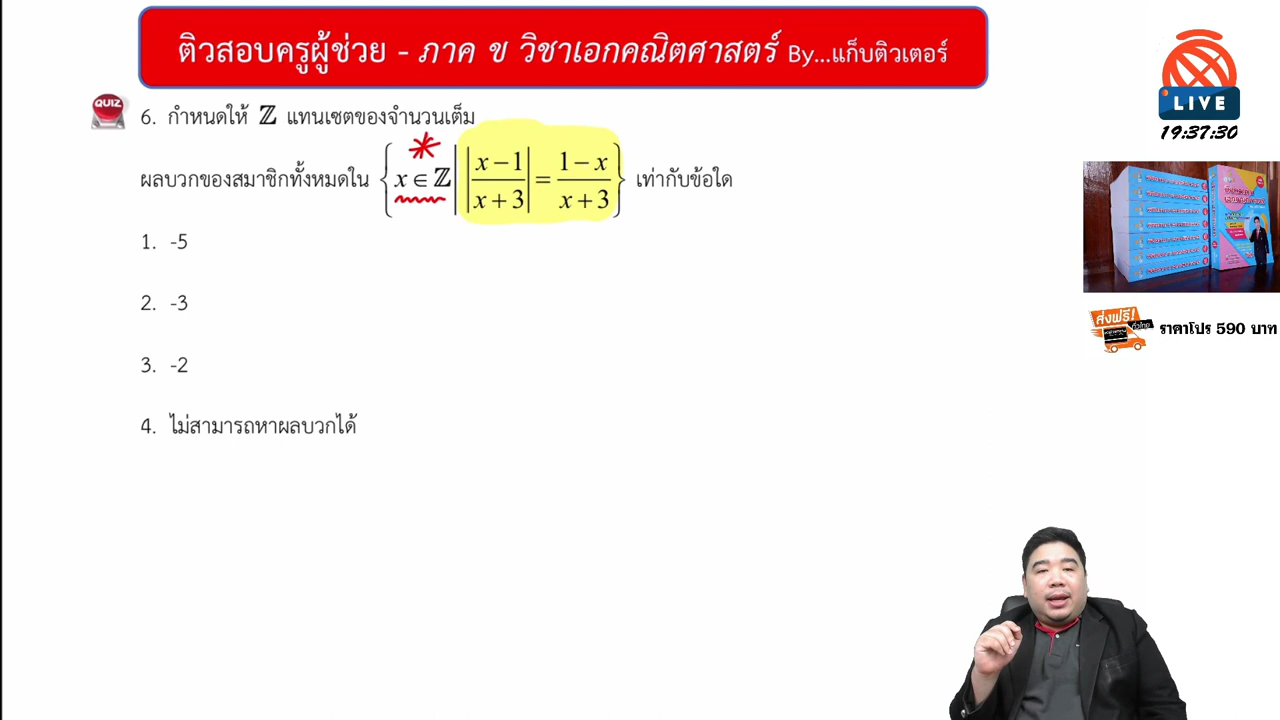 ติวสอบครูผู้ช่วย - ภาค ข วิชาเอกคณิตศาสตร์ By...แก็บติวเตอร์
LIVE
19:37:30
QUIZ
6. กำหนดให้ ℤ แทนเซตของจำนวนเต็ม
ผลบวกของสมาชิกทั้งหมดใน { x ∈ ℤ | |(x − 1)/(x + 3)| = (1 − x)/(x + 3) } เท่ากับข้อใด
1. -5
2. -3
3. -2
4. ไม่สามารถหาผลบวกได้
ส่งฟรี!
ทั่วไทย
ราคาโปร 590 บาท